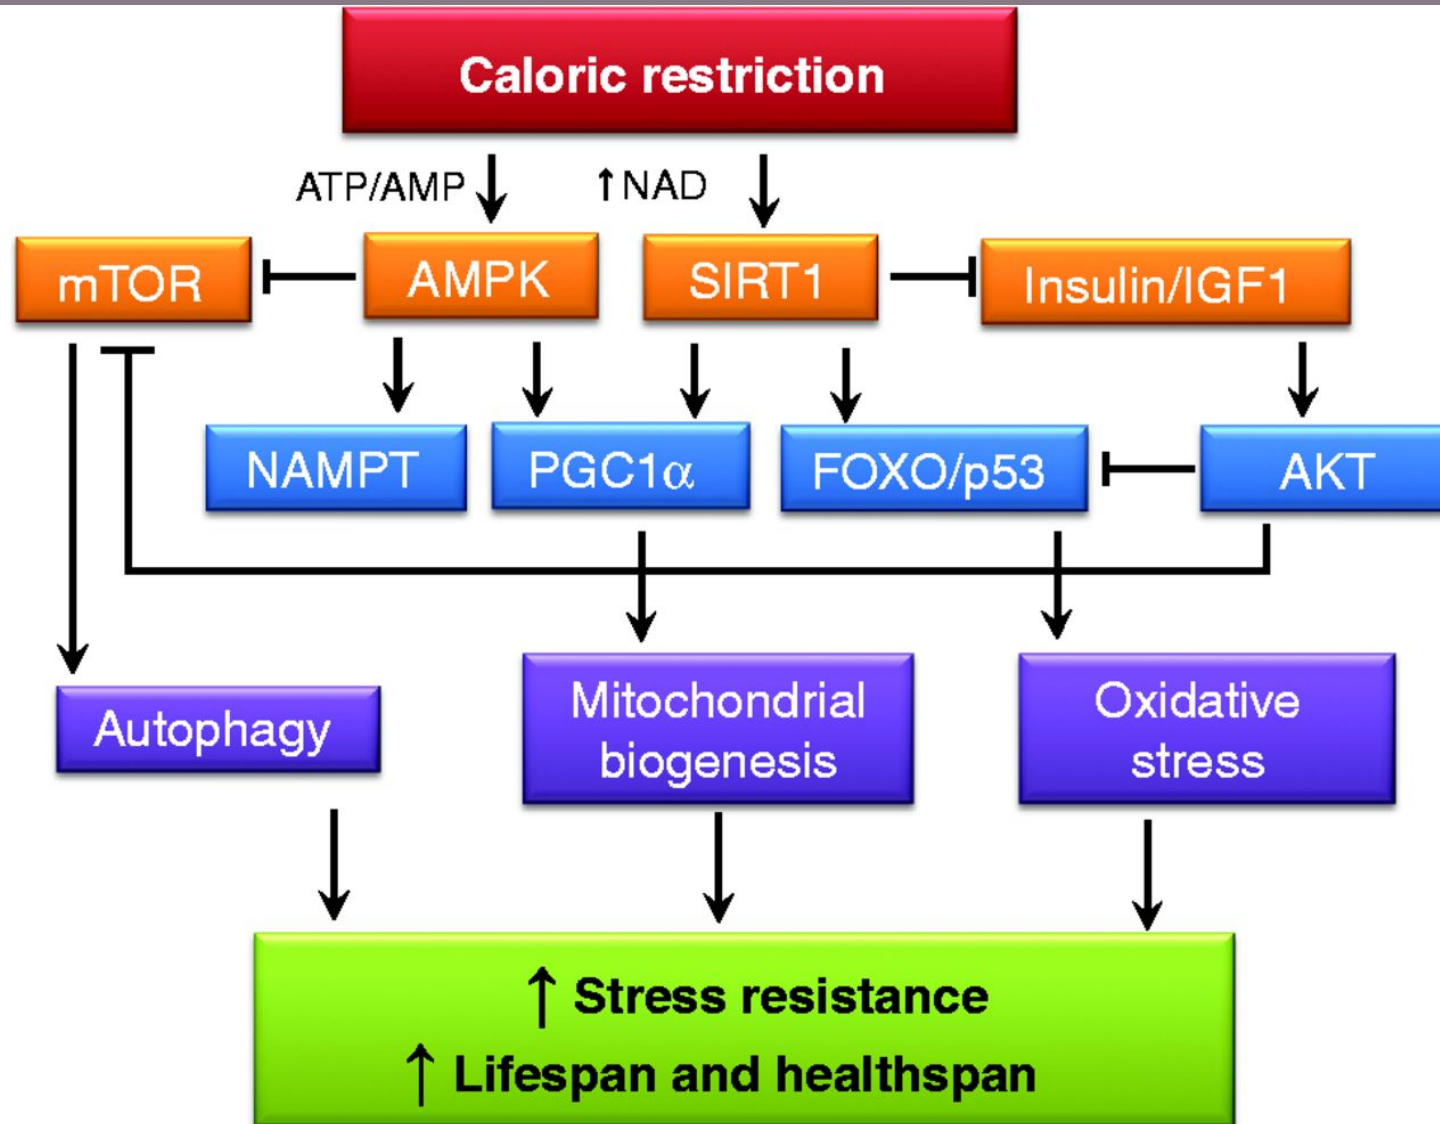 Caloric restriction
ATP/AMP
↑ NAD
mTOR
AMPK
SIRT1
Insulin/IGF1
NAMPT
PGC1α
FOXO/p53
AKT
Autophagy
Mitochondrial
biogenesis
Oxidative
stress
↑ Stress resistance
↑ Lifespan and healthspan